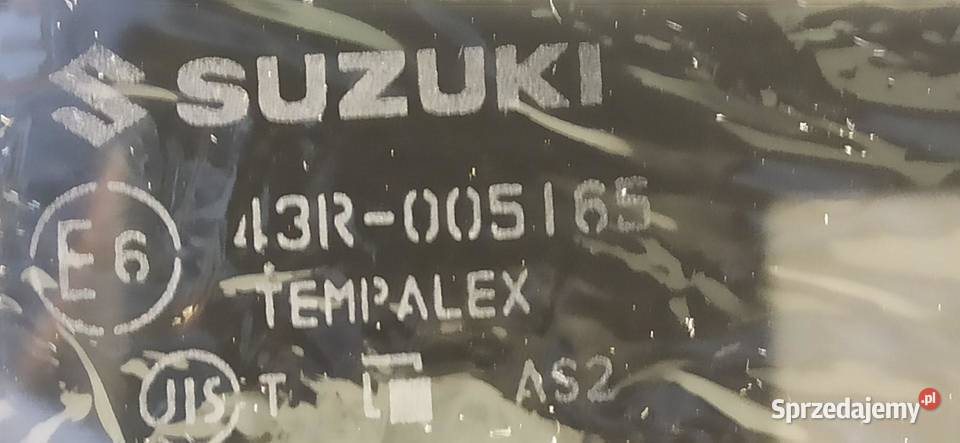 SUZUKI
E6 43R-005165
TEMPALEX
JIS T L AS2
Sprzedajemy.pl